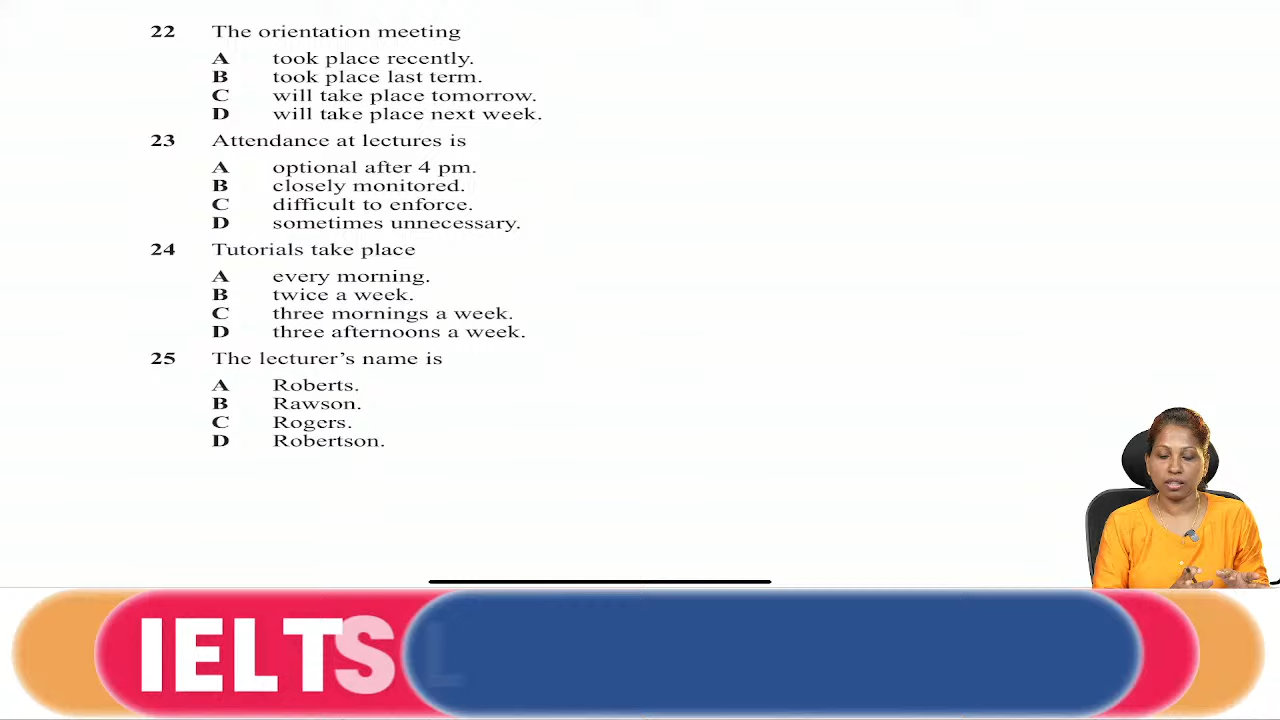 22 The orientation meeting
A took place recently.
B took place last term.
C will take place tomorrow.
D will take place next week.
23 Attendance at lectures is
A optional after 4 pm.
B closely monitored.
C difficult to enforce.
D sometimes unnecessary.
24 Tutorials take place
A every morning.
B twice a week.
C three mornings a week.
D three afternoons a week.
25 The lecturer’s name is
A Roberts.
B Rawson.
C Rogers.
D Robertson.
IELTS L